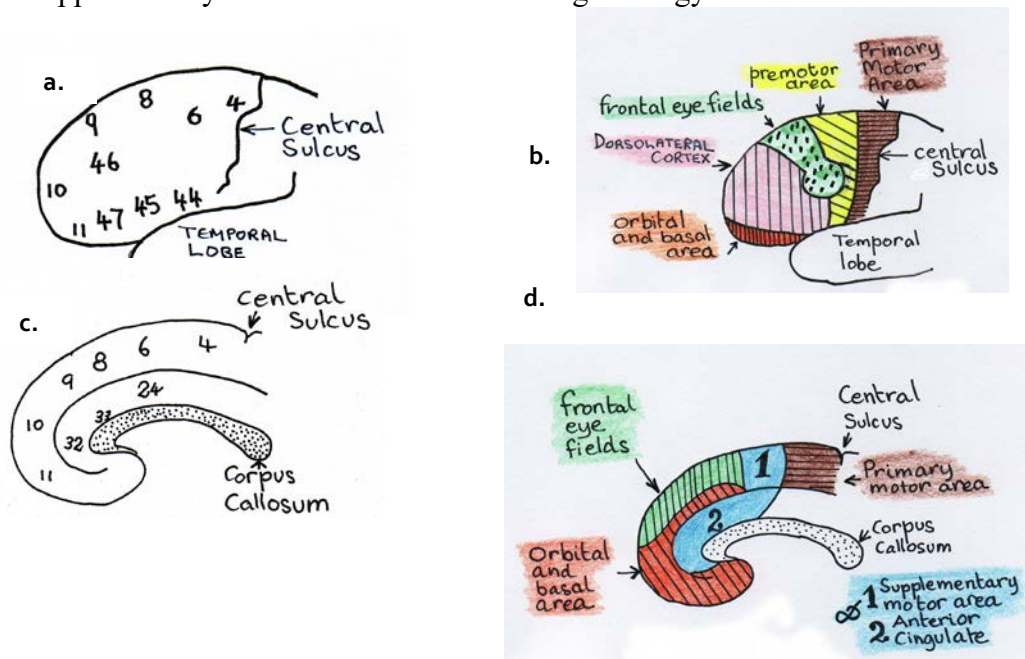 a.
8
4
9
6
Central
Sulcus
46
10
11 47 45 44
TEMPORAL
LOBE
b.
Primary
Motor
Area
premotor
area
frontal eye fields
DORSOLATERAL
CORTEX
central
Sulcus
Orbital
and basal
area
Temporal
lobe
c.
Central
Sulcus
4
6
8
9
24
33
10
32
11
Corpus
Callosum
d.
frontal
eye
fields
Central
Sulcus
1
Primary
motor area
2
Corpus
Callosum
Orbital
and
basal
area
1 Supplementary
motor area
2 Anterior
Cingulate